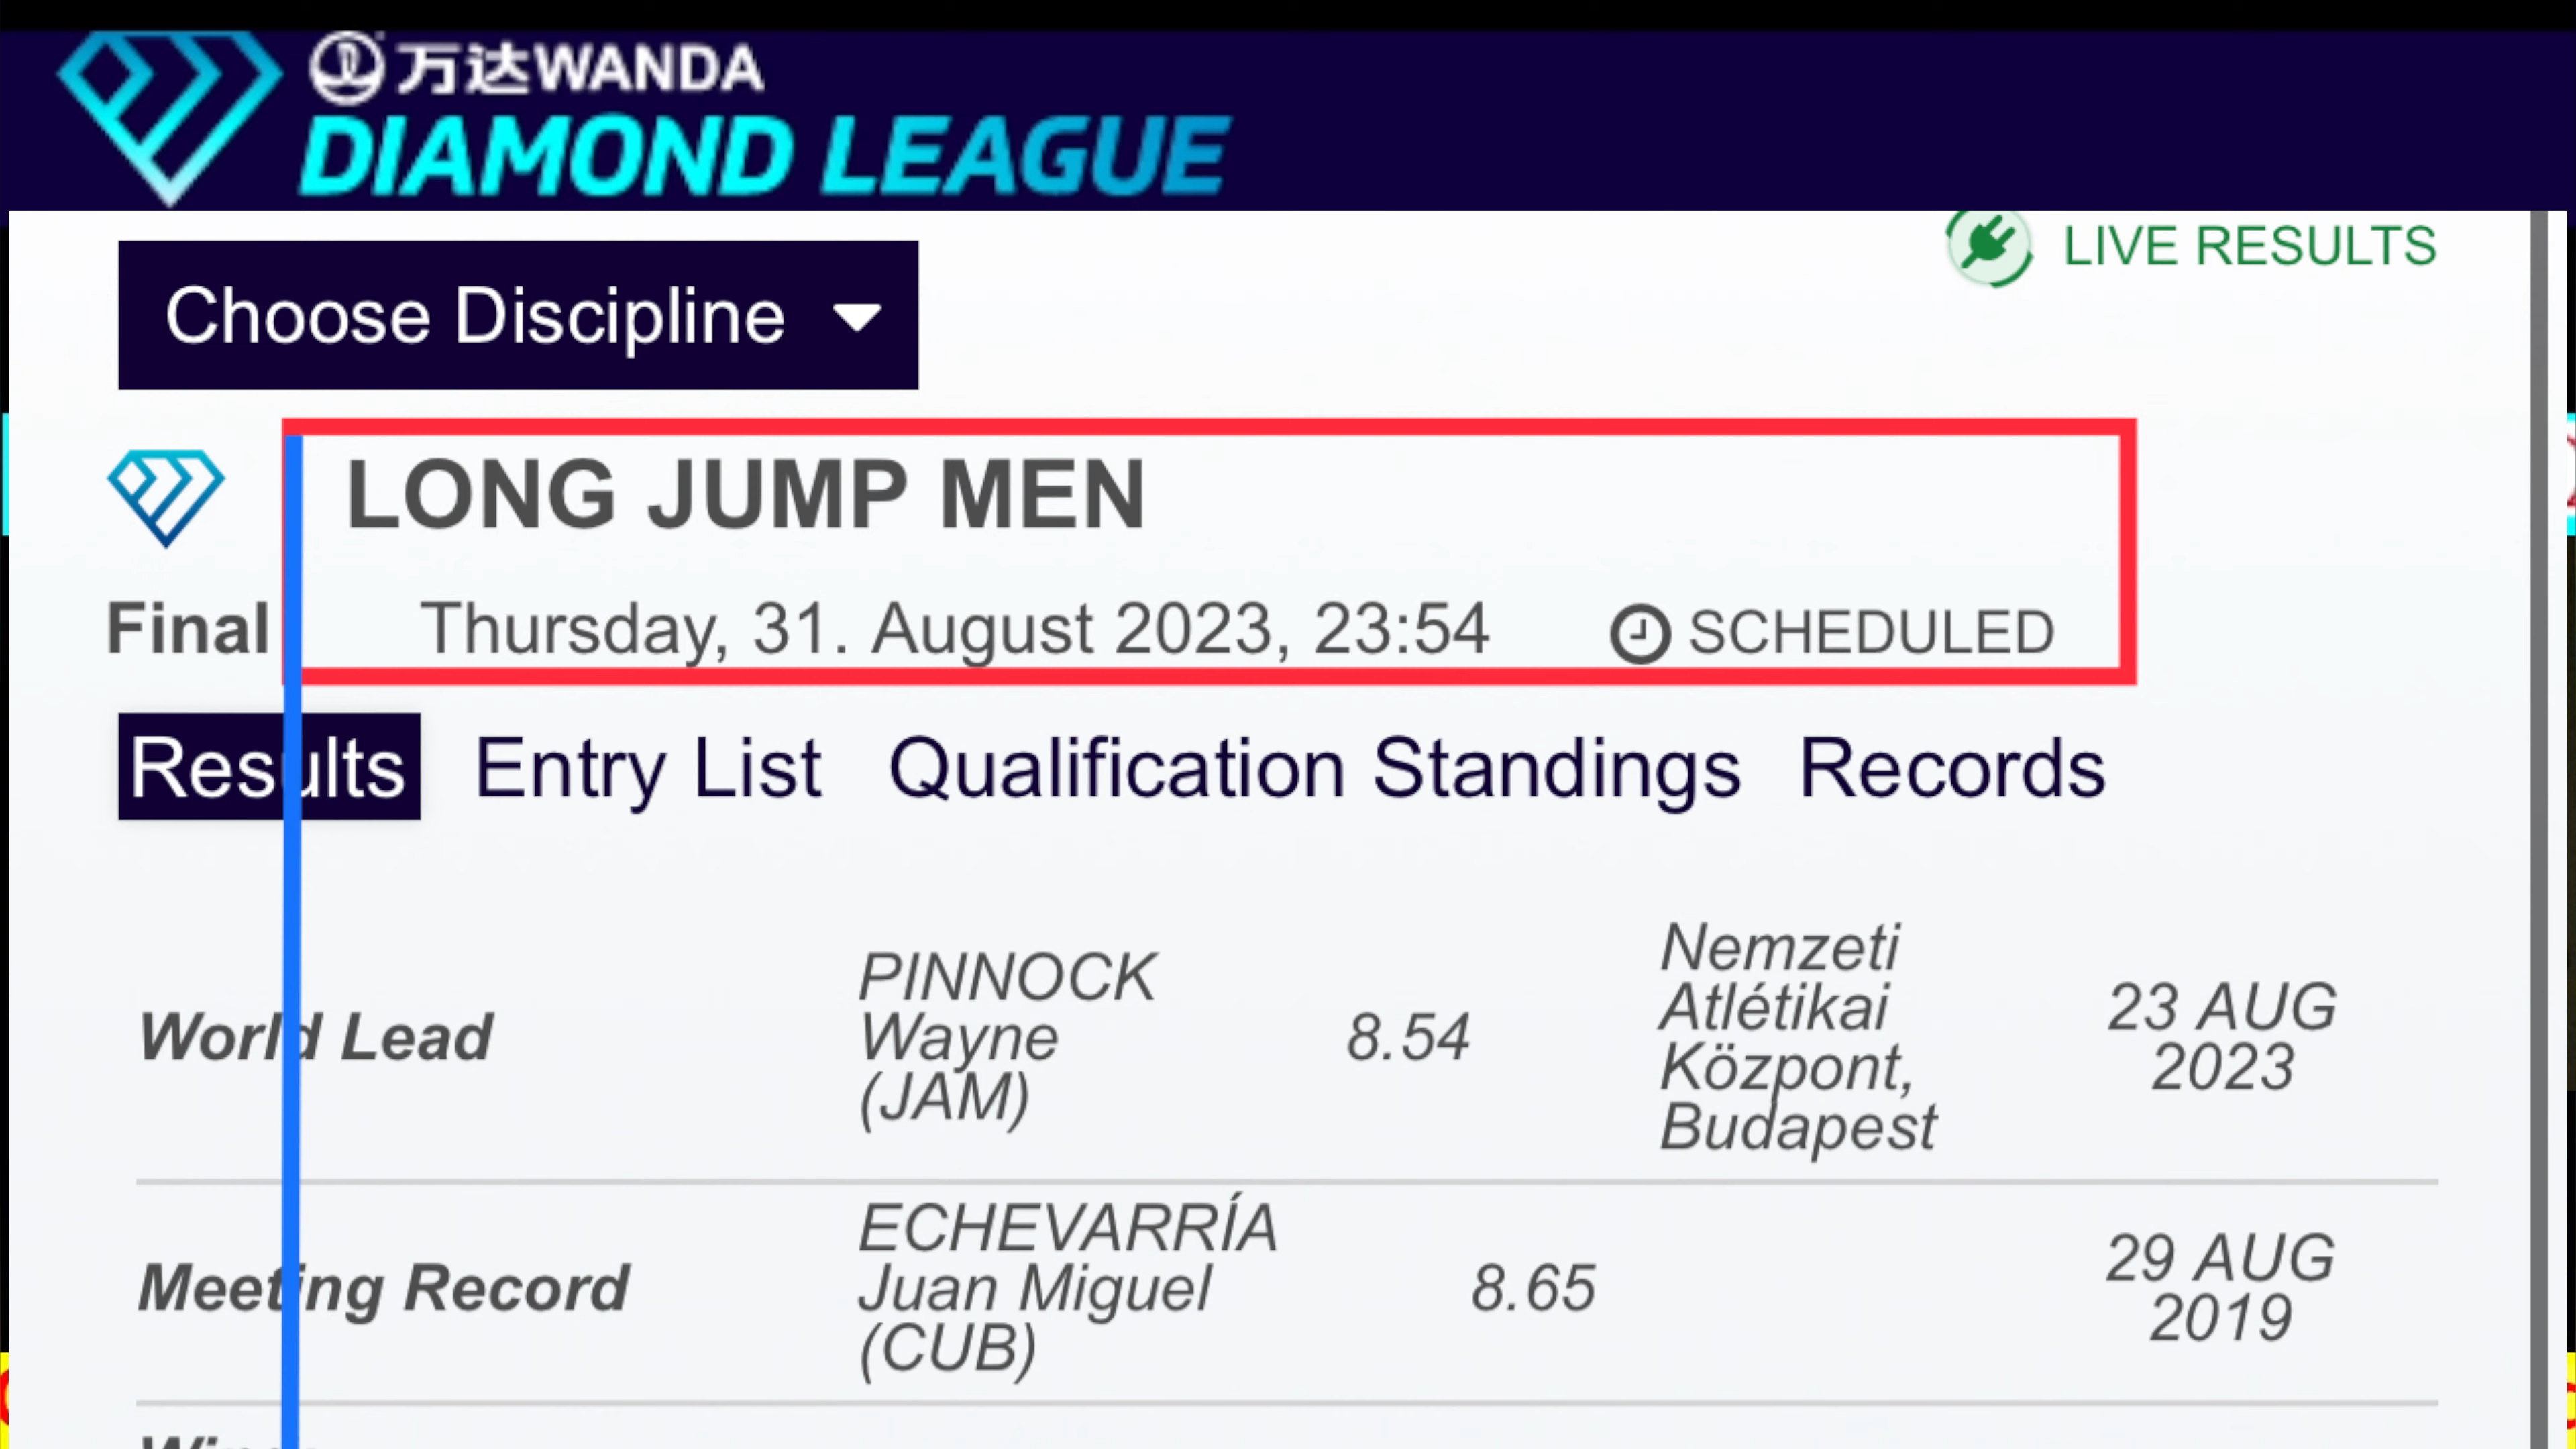 万达WANDA
DIAMOND LEAGUE
LIVE RESULTS
Choose Discipline
LONG JUMP MEN
Final Thursday, 31. August 2023, 23:54 SCHEDULED
Results Entry List Qualification Standings Records
World Lead
PINNOCK
Wayne
(JAM)
8.54
Nemzeti
Atlétikai
Központ,
Budapest
23 AUG
2023
Meeting Record
ECHEVARRÍA
Juan Miguel
(CUB)
8.65
29 AUG
2019